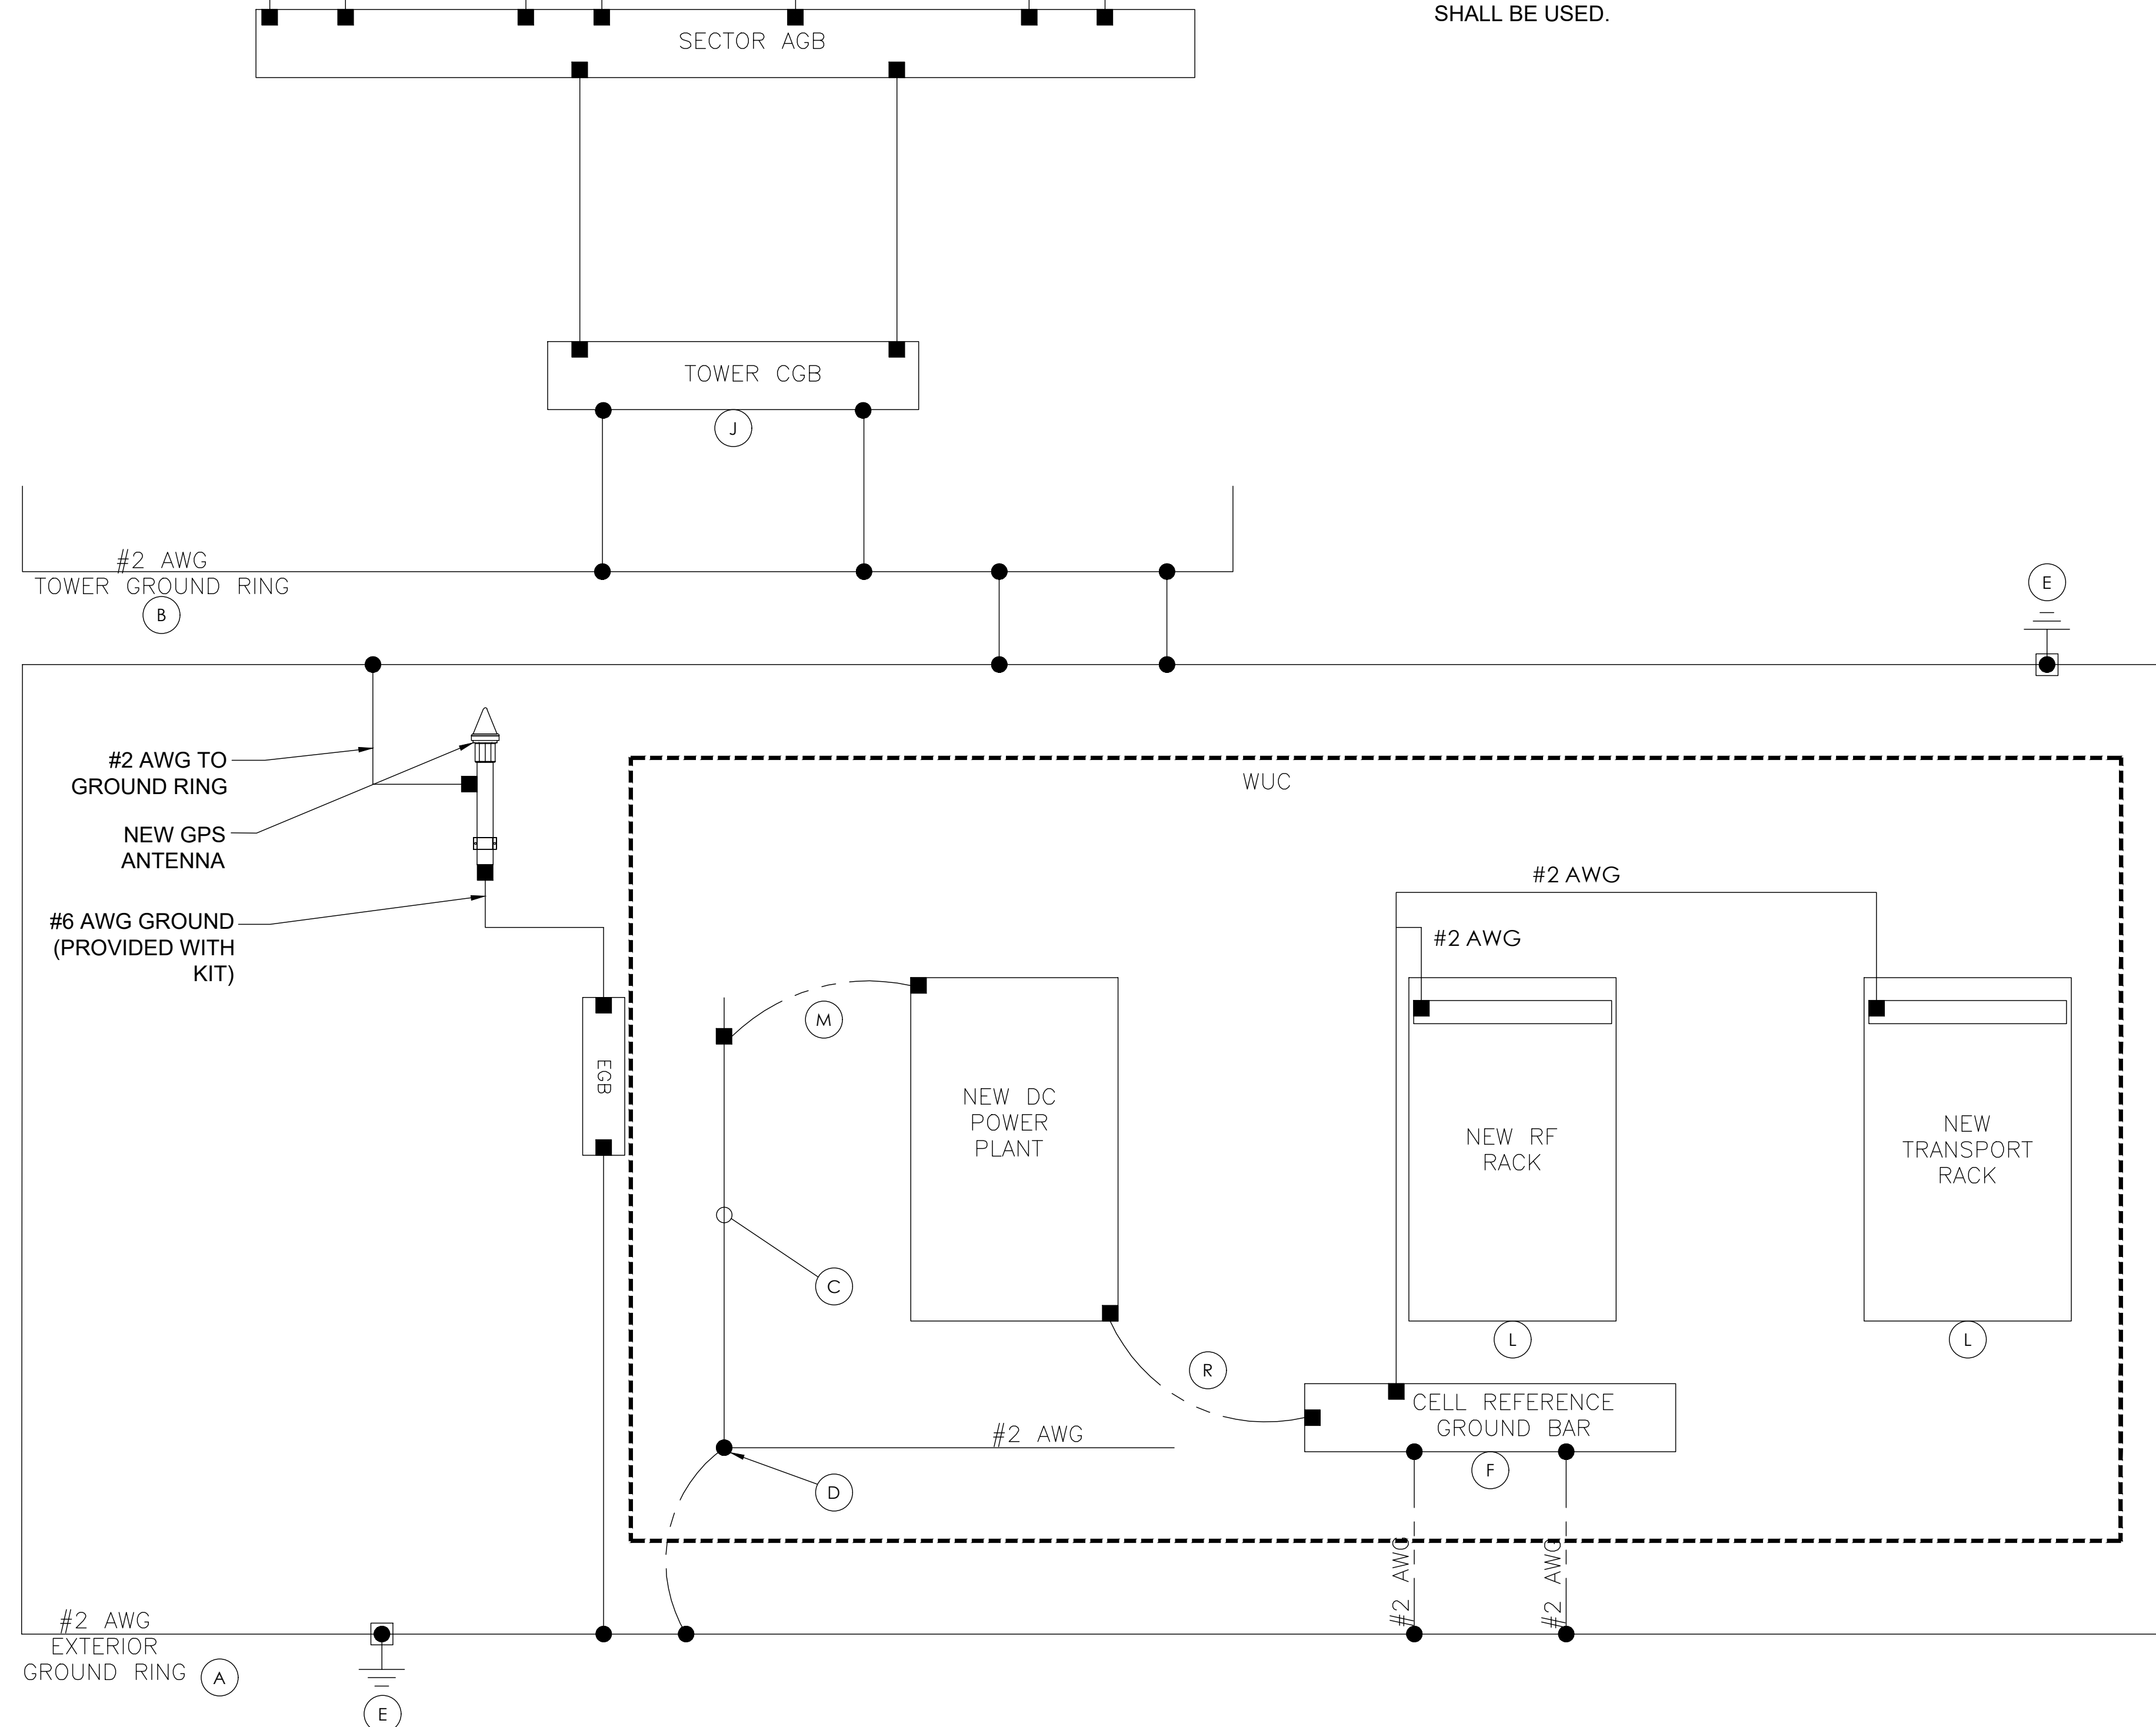 SHALL BE USED.
SECTOR AGB
TOWER CGB
J
#2 AWG
TOWER GROUND RING
B
E
#2 AWG TO
GROUND RING
NEW GPS
ANTENNA
#6 AWG GROUND
(PROVIDED WITH
KIT)
EGB
WUC
#2 AWG
#2 AWG
M
NEW DC
POWER
PLANT
NEW RF
RACK
NEW
TRANSPORT
RACK
C
L
L
R
CELL REFERENCE
GROUND BAR
F
#2 AWG
D
#2 AWG
#2 AWG
#2 AWG
EXTERIOR
GROUND RING
A
E